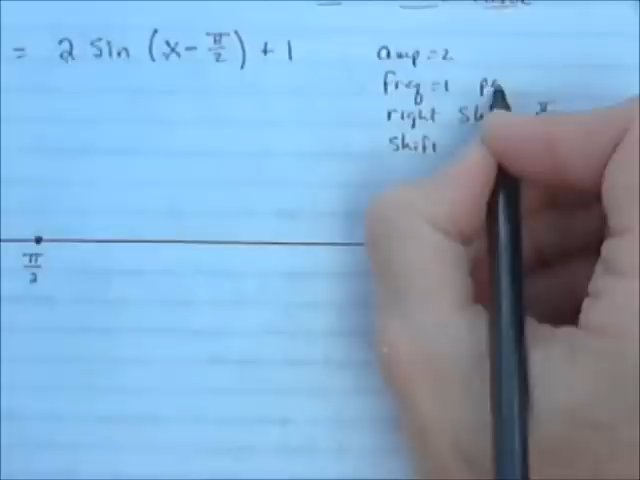 = 2 sin (x - π/2) + 1
amp = 2
freq = 1
right π
shift
π/2